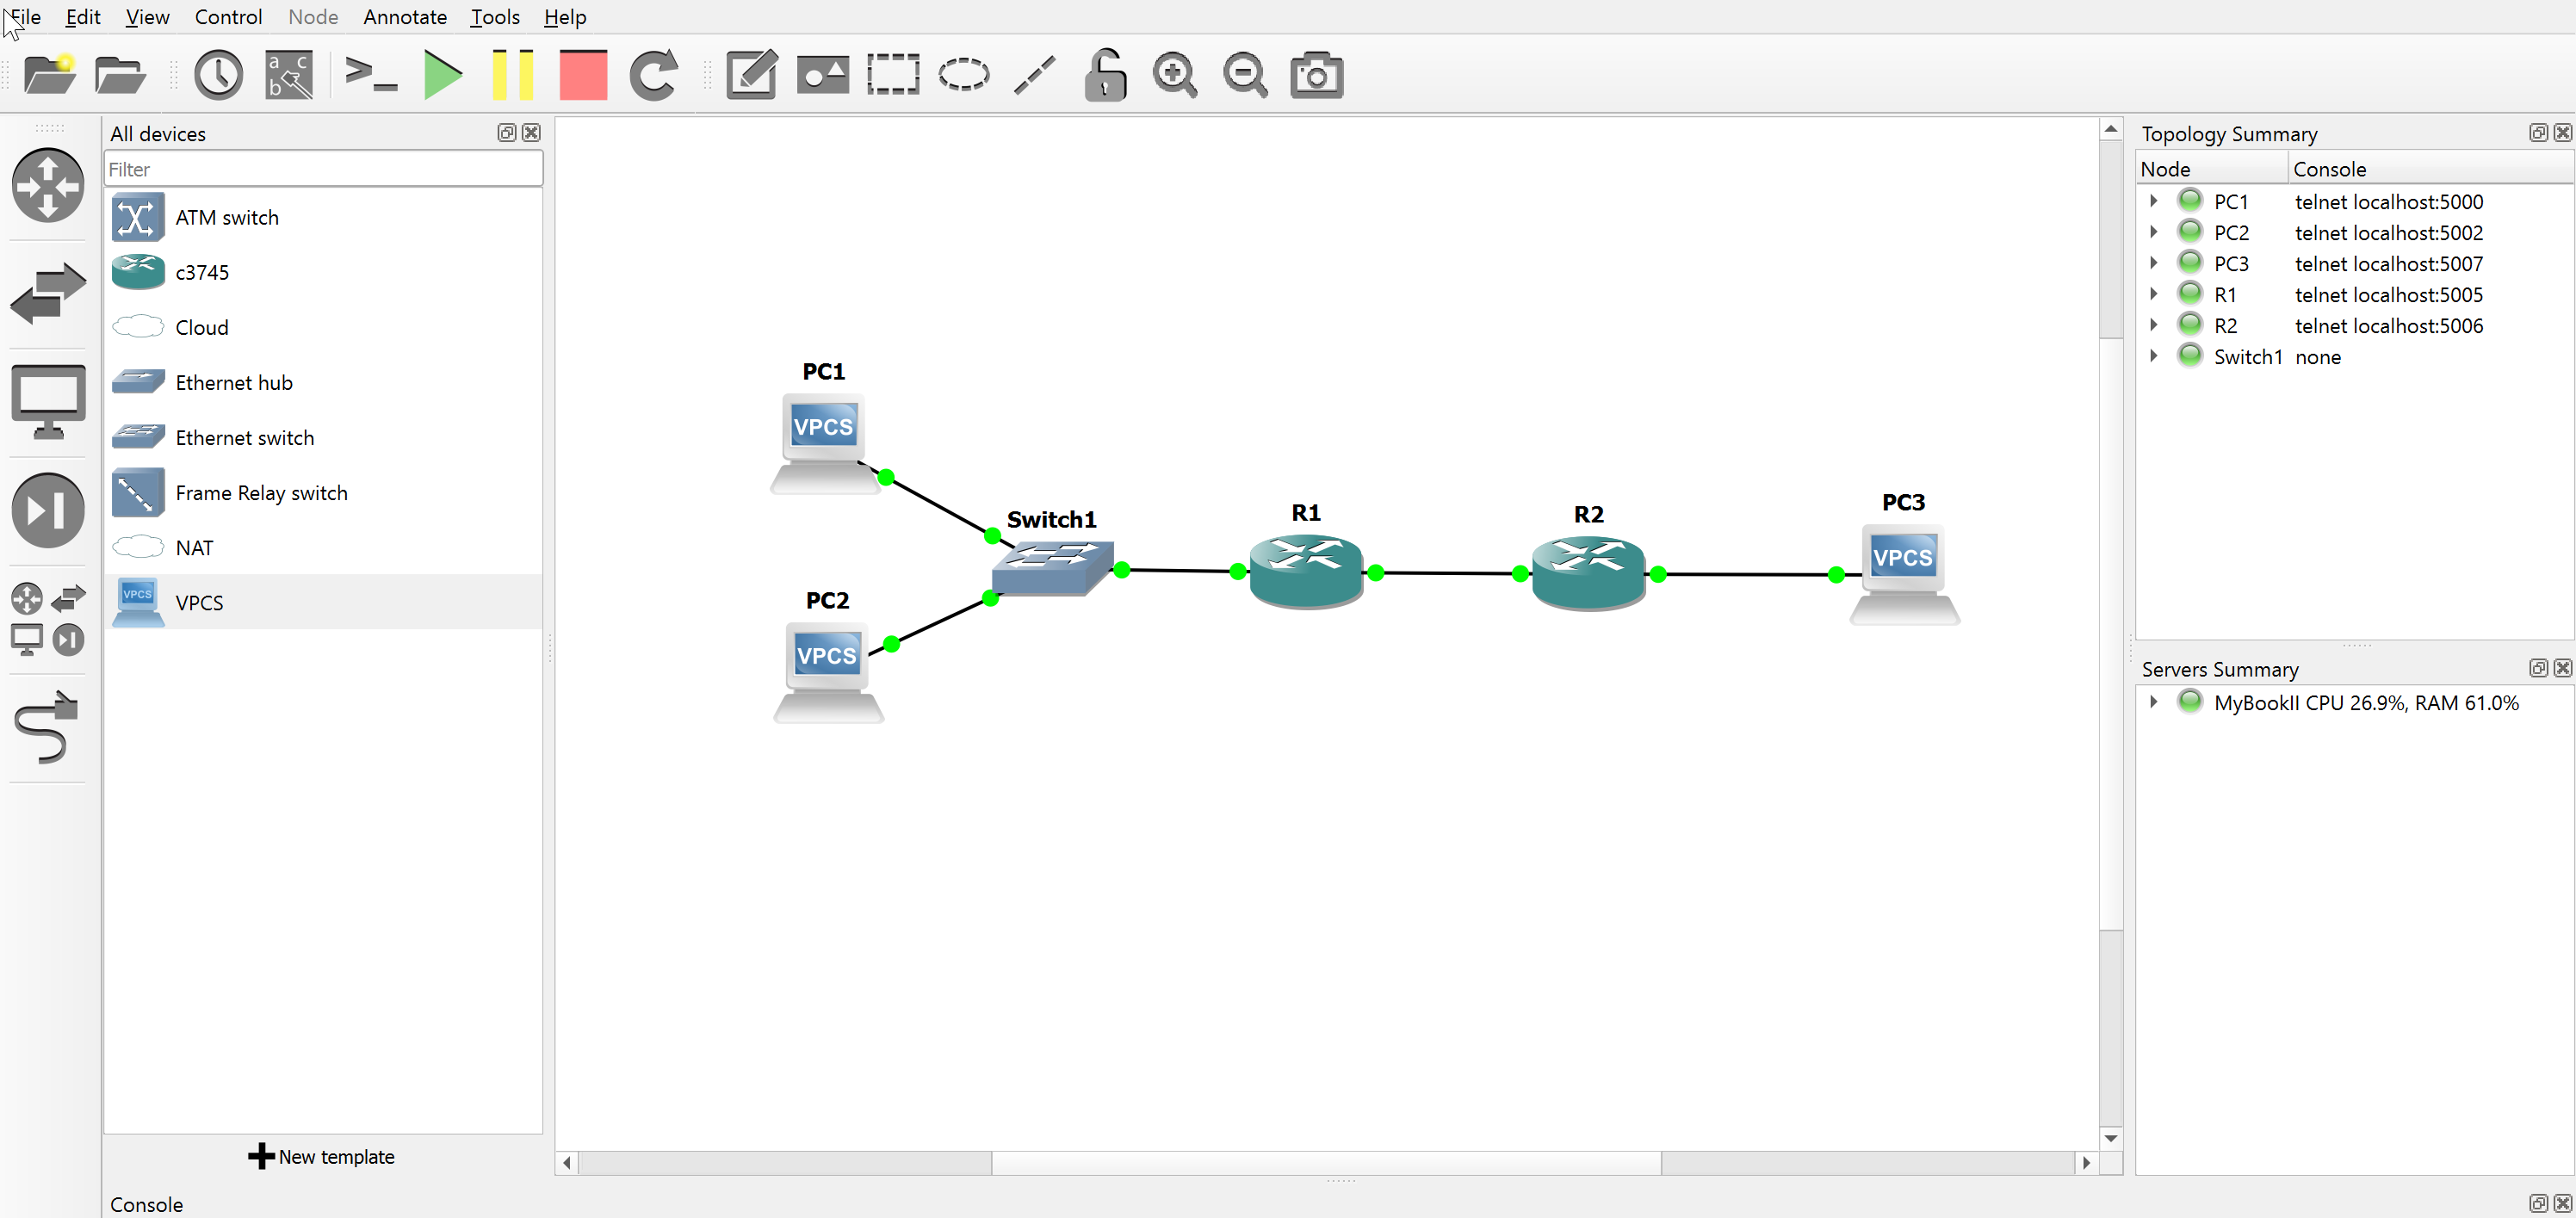 File Edit View Control Node Annotate Tools Help
a c
b
All devices
Filter
ATM switch
c3745
Cloud
Ethernet hub
Ethernet switch
Frame Relay switch
NAT
VPCS
VPCS
New template
PC1
VPCS
Switch1
PC2
VPCS
R1
R2
PC3
VPCS
Topology Summary
Node Console
PC1 telnet localhost:5000
PC2 telnet localhost:5002
PC3 telnet localhost:5007
R1 telnet localhost:5005
R2 telnet localhost:5006
Switch1 none
Servers Summary
MyBookII CPU 26.9%, RAM 61.0%
Console